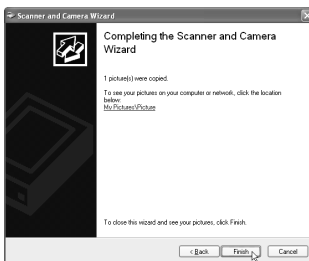 Scanner and Camera Wizard
Completing the Scanner and Camera
Wizard
1 picture(s) were copied.
To see your pictures on your computer or network, click the location
below:
My Pictures\Picture
To close this wizard and see your pictures, click Finish.
< Back
Finish
Cancel